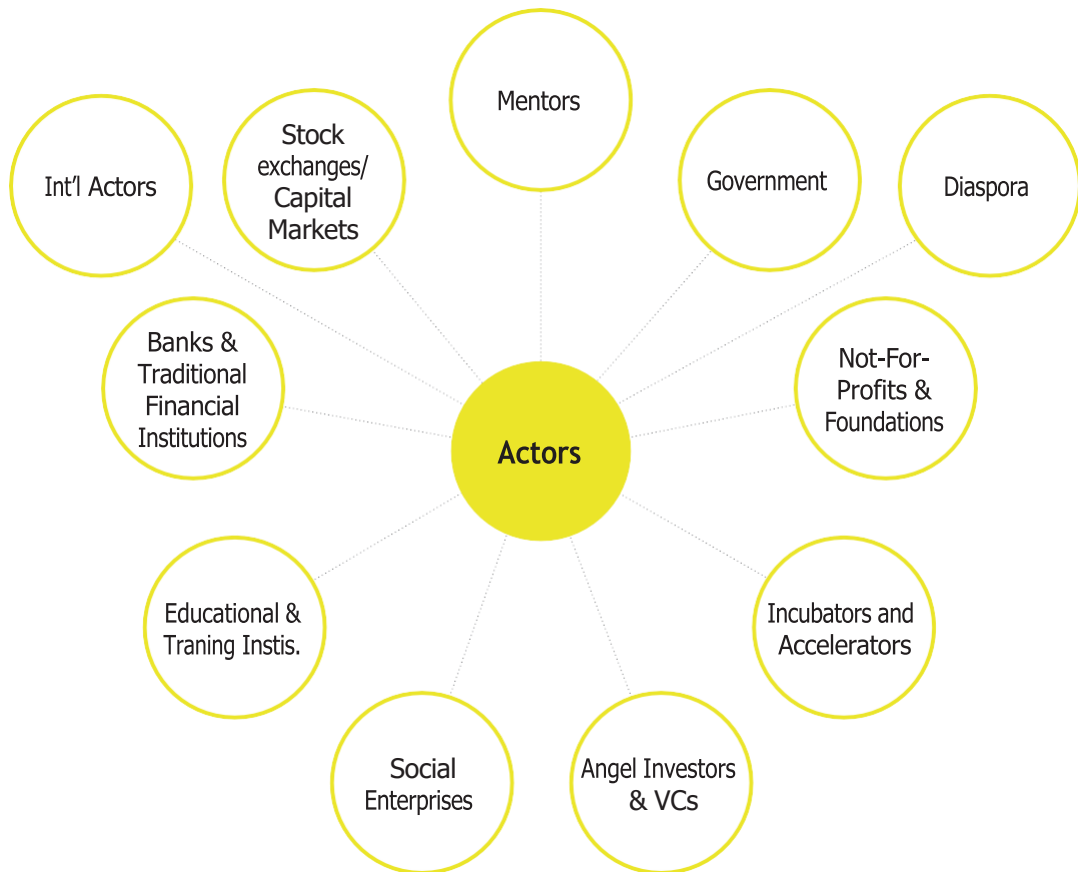 Mentors
Int'l Actors
Stock
exchanges/
Capital
Markets
Government
Diaspora
Banks &
Traditional
Financial
Institutions
Not-For-
Profits &
Foundations
Actors
Educational &
Traning Instis.
Incubators and
Accelerators
Social
Enterprises
Angel Investors
& VCs